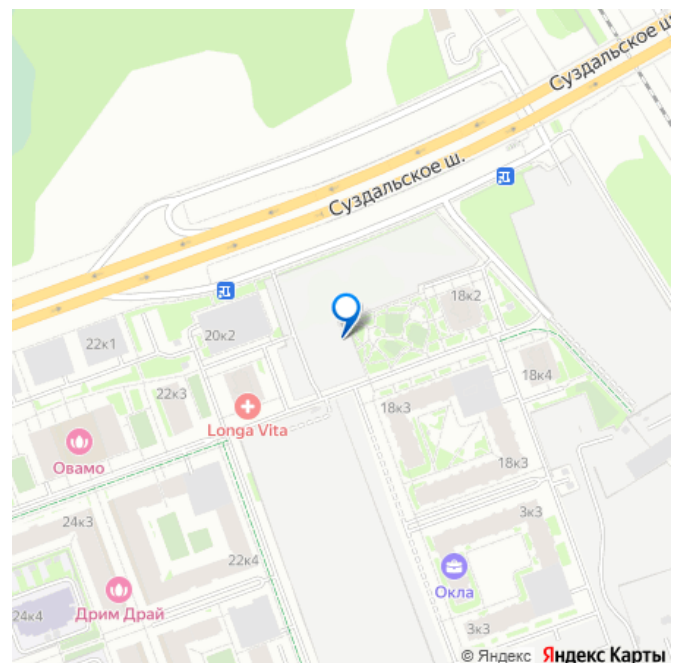 Суздальское ш
Суздальское ш.
18к2
20к2
22к1
18к4
22к3
18к3
Longa Vita
Овамо
18к3
24к3
3к3
22к4
Окла
24к4
Дрим Драй
3к3
© Яндекс Яндекс Карты